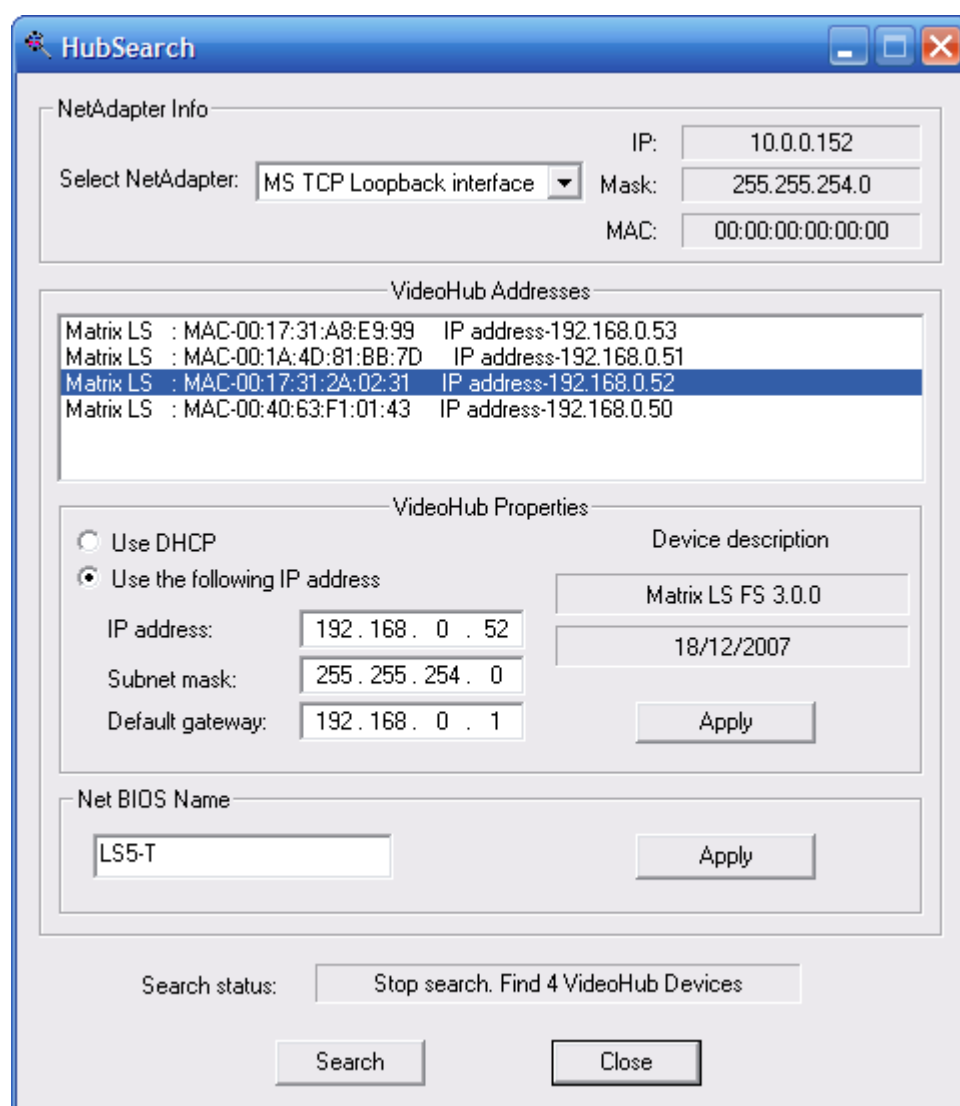 HubSearch
NetAdapter Info
IP: 10.0.0.152
Select NetAdapter: MS TCP Loopback interface Mask: 255.255.254.0
MAC: 00:00:00:00:00:00
VideoHub Addresses
Matrix LS : MAC-00:17:31:A8:E9:99 IP address-192.168.0.53
Matrix LS : MAC-00:1A:4D:81:BB:7D IP address-192.168.0.51
Matrix LS : MAC-00:17:31:2A:02:31 IP address-192.168.0.52
Matrix LS : MAC-00:40:63:F1:01:43 IP address-192.168.0.50
VideoHub Properties
Use DHCP
Device description
Use the following IP address
Matrix LS FS 3.0.0
IP address: 192.168. 0 . 52
18/12/2007
Subnet mask: 255.255.254. 0
Default gateway: 192.168. 0 . 1
Apply
Net BIOS Name
LS5-T
Apply
Search status: Stop search. Find 4 VideoHub Devices
Search Close